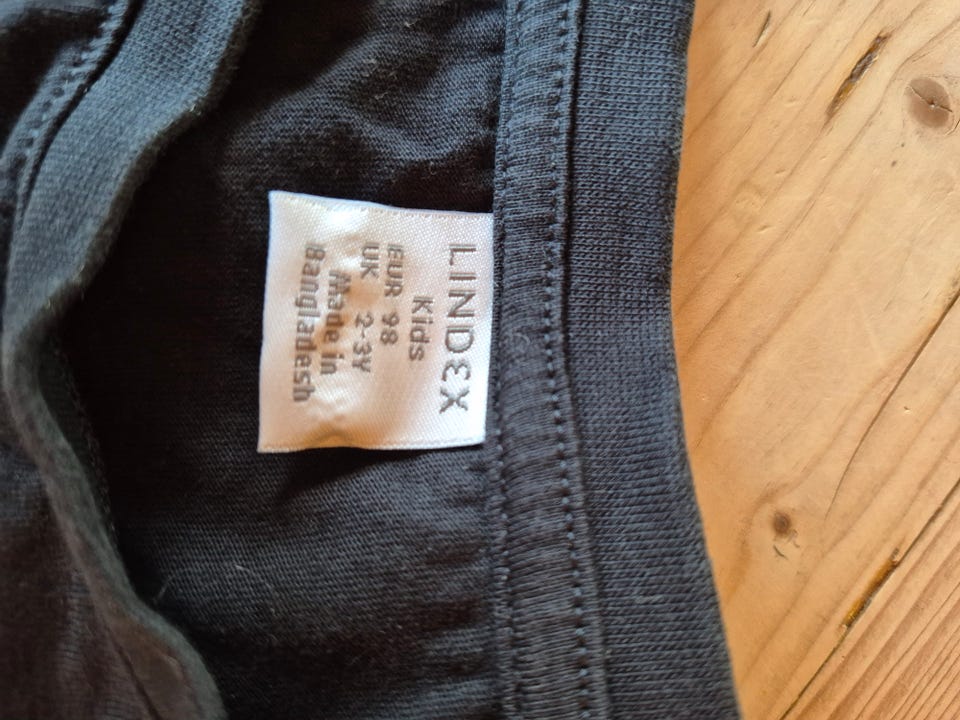 LINDEX
Kids
EUR 98
UK 2-3Y
Made in
Bangladesh